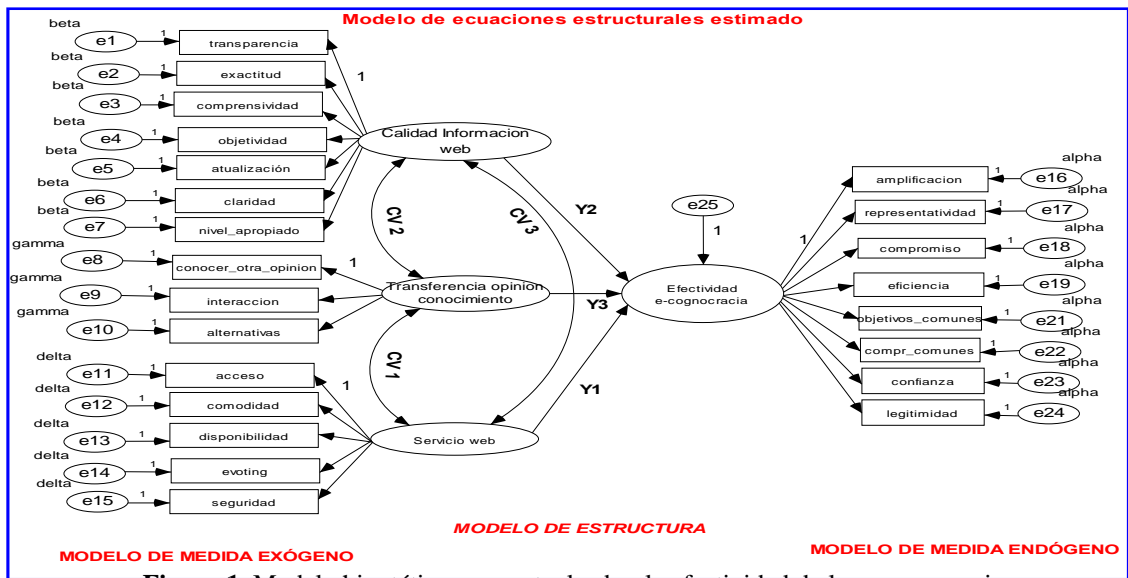 Modelo de ecuaciones estructurales estimado
beta
e1
1
transparencia
beta
e2
1
exactitud
beta
e3
1
comprensividad
beta
e4
1
objetividad
beta
e5
1
atualización
beta
e6
1
claridad
beta
e7
1
nivel_apropiado
gamma
e8
1
conocer_otra_opinion
gamma
e9
1
interaccion
gamma
e10
1
alternativas
delta
e11
1
acceso
delta
e12
1
comodidad
delta
e13
1
disponibilidad
delta
e14
1
evoting
delta
e15
1
seguridad
1
Calidad Informacion
web
1
Transferencia opinion
conocimiento
1
Servicio web
CV2
CV3
CV1
Y2
Y3
Y1
e25
1
Efectividad
e-cognocracia
1
alpha
amplificacion
1
e16
alpha
representatividad
1
e17
alpha
compromiso
1
e18
alpha
eficiencia
1
e19
alpha
objetivos_comunes
1
e21
alpha
compr_comunes
1
e22
alpha
confianza
1
e23
alpha
legitimidad
1
e24
MODELO DE ESTRUCTURA
MODELO DE MEDIDA EXÓGENO
MODELO DE MEDIDA ENDÓGENO